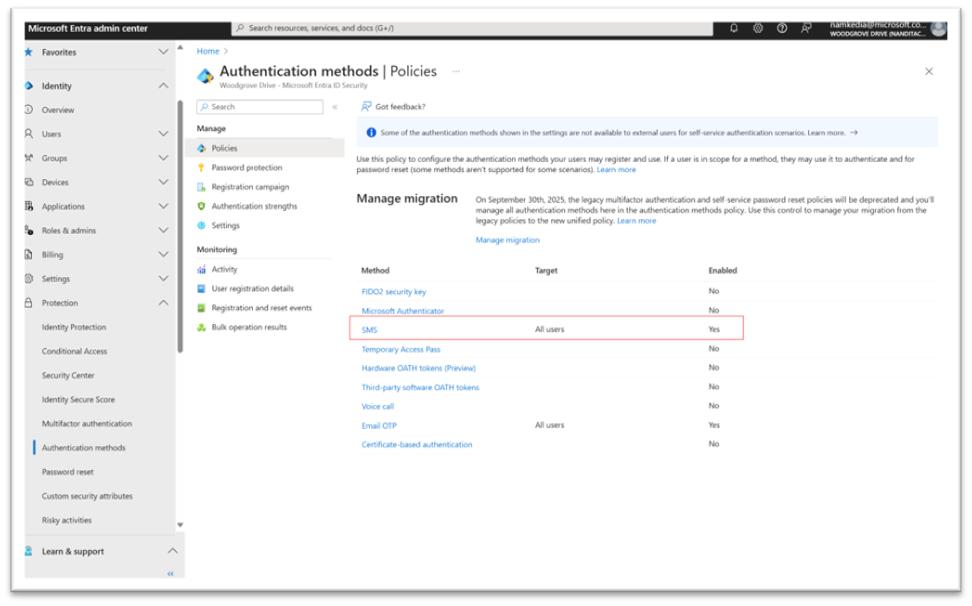 Microsoft Entra admin center
Search resources, services, and docs (G+/)
namkedia@microsoft.co...
WOODGROVE DRIVE (NANDITAC...
Favorites
Identity
Overview
Users
Groups
Devices
Applications
Roles & admins
Billing
Settings
Protection
Identity Protection
Conditional Access
Security Center
Identity Secure Score
Multifactor authentication
Authentication methods
Password reset
Custom security attributes
Risky activities
Learn & support
Home
Authentication methods | Policies
Woodgrove Drive - Microsoft Entra ID Security
Search
Manage
Policies
Password protection
Registration campaign
Authentication strengths
Settings
Monitoring
Activity
User registration details
Registration and reset events
Bulk operation results
Got feedback?
Some of the authentication methods shown in the settings are not available to external users for self-service authentication scenarios. Learn more.
Use this policy to configure the authentication methods your users may register and use. If a user is in scope for a method, they may use it to authenticate and for
password reset (some methods aren't supported for some scenarios). Learn more
Manage migration
On September 30th, 2025, the legacy multifactor authentication and self-service password reset policies will be deprecated and you'll
manage all authentication methods here in the authentication methods policy. Use this control to manage your migration from the
legacy policies to the new unified policy. Learn more
Manage migration
Method Target Enabled
FIDO2 security key No
Microsoft Authenticator No
SMS All users Yes
Temporary Access Pass No
Hardware OATH tokens (Preview) No
Third-party software OATH tokens No
Voice call No
Email OTP All users Yes
Certificate-based authentication No